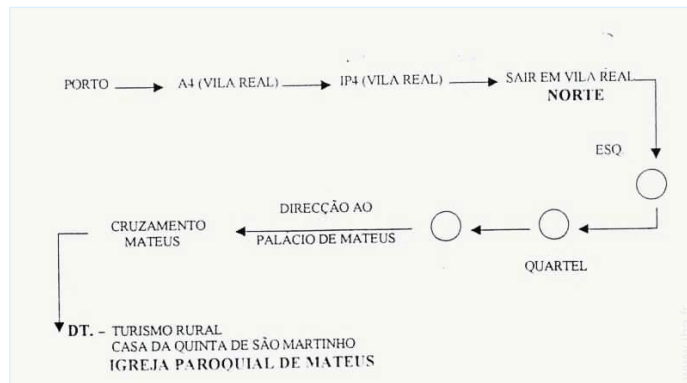 PORTO A4 (VILA REAL) IP4 (VILA REAL) SAIR EM VILA REAL
NORTE
ESQ.
DIRECÇÃO AO
PALACIO DE MATEUS
CRUZAMENTO
MATEUS
QUARTEL
DT. - TURISMO RURAL
CASA DA QUINTA DE SÃO MARTINHO
IGREJA PAROQUIAL DE MATEUS